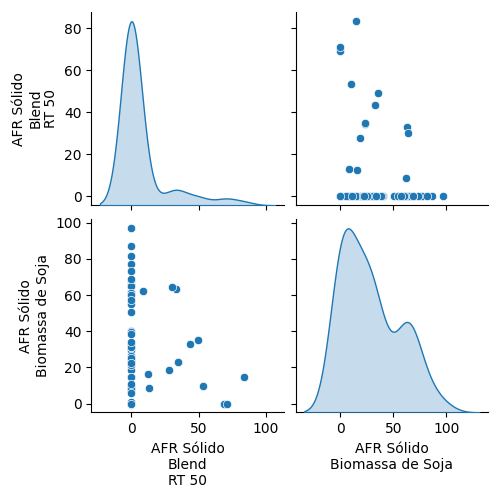 80
60
40
20
0
AFR Sólido
Blend
RT 50
100
80
60
40
20
0
AFR Sólido
Biomassa de Soja
0 50 100
0 50 100
AFR Sólido
Blend
RT 50
AFR Sólido
Biomassa de Soja